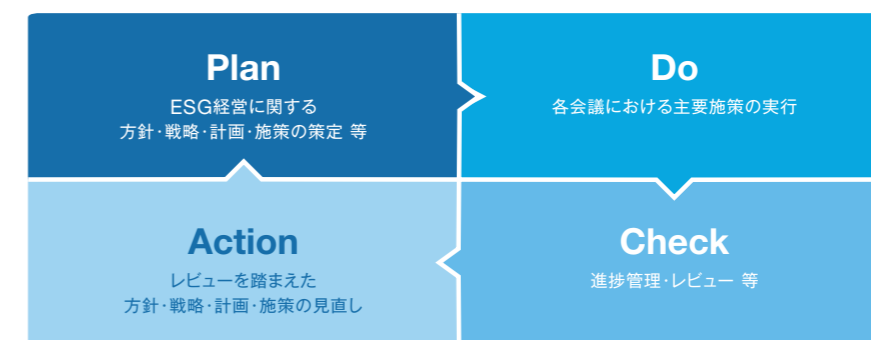 Plan
ESG経営に関する
方針・戦略・計画・施策の策定 等
Do
各会議における主要施策の実行
Action
レビューを踏まえた
方針・戦略・計画・施策の見直し
Check
進捗管理・レビュー 等